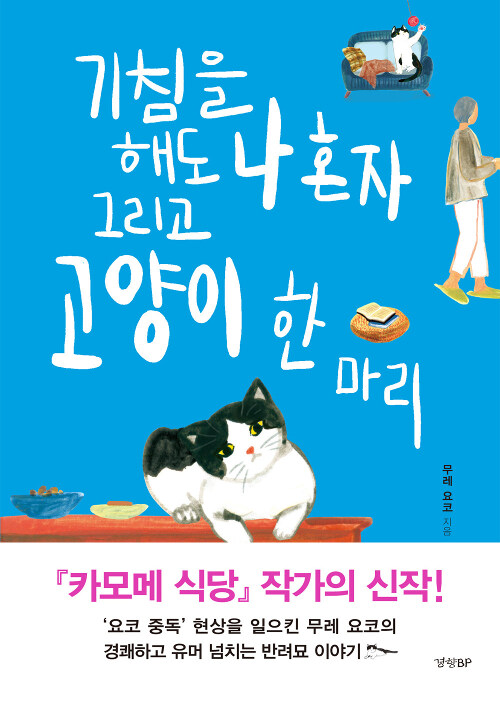 기침을
해도 나 혼자
그리고
고양이 한
마리
무레 요코 지음
『카모메 식당』 작가의 신작!
‘요코 중독’ 현상을 일으킨 무레 요코의
경쾌하고 유머 넘치는 반려묘 이야기
경향BP